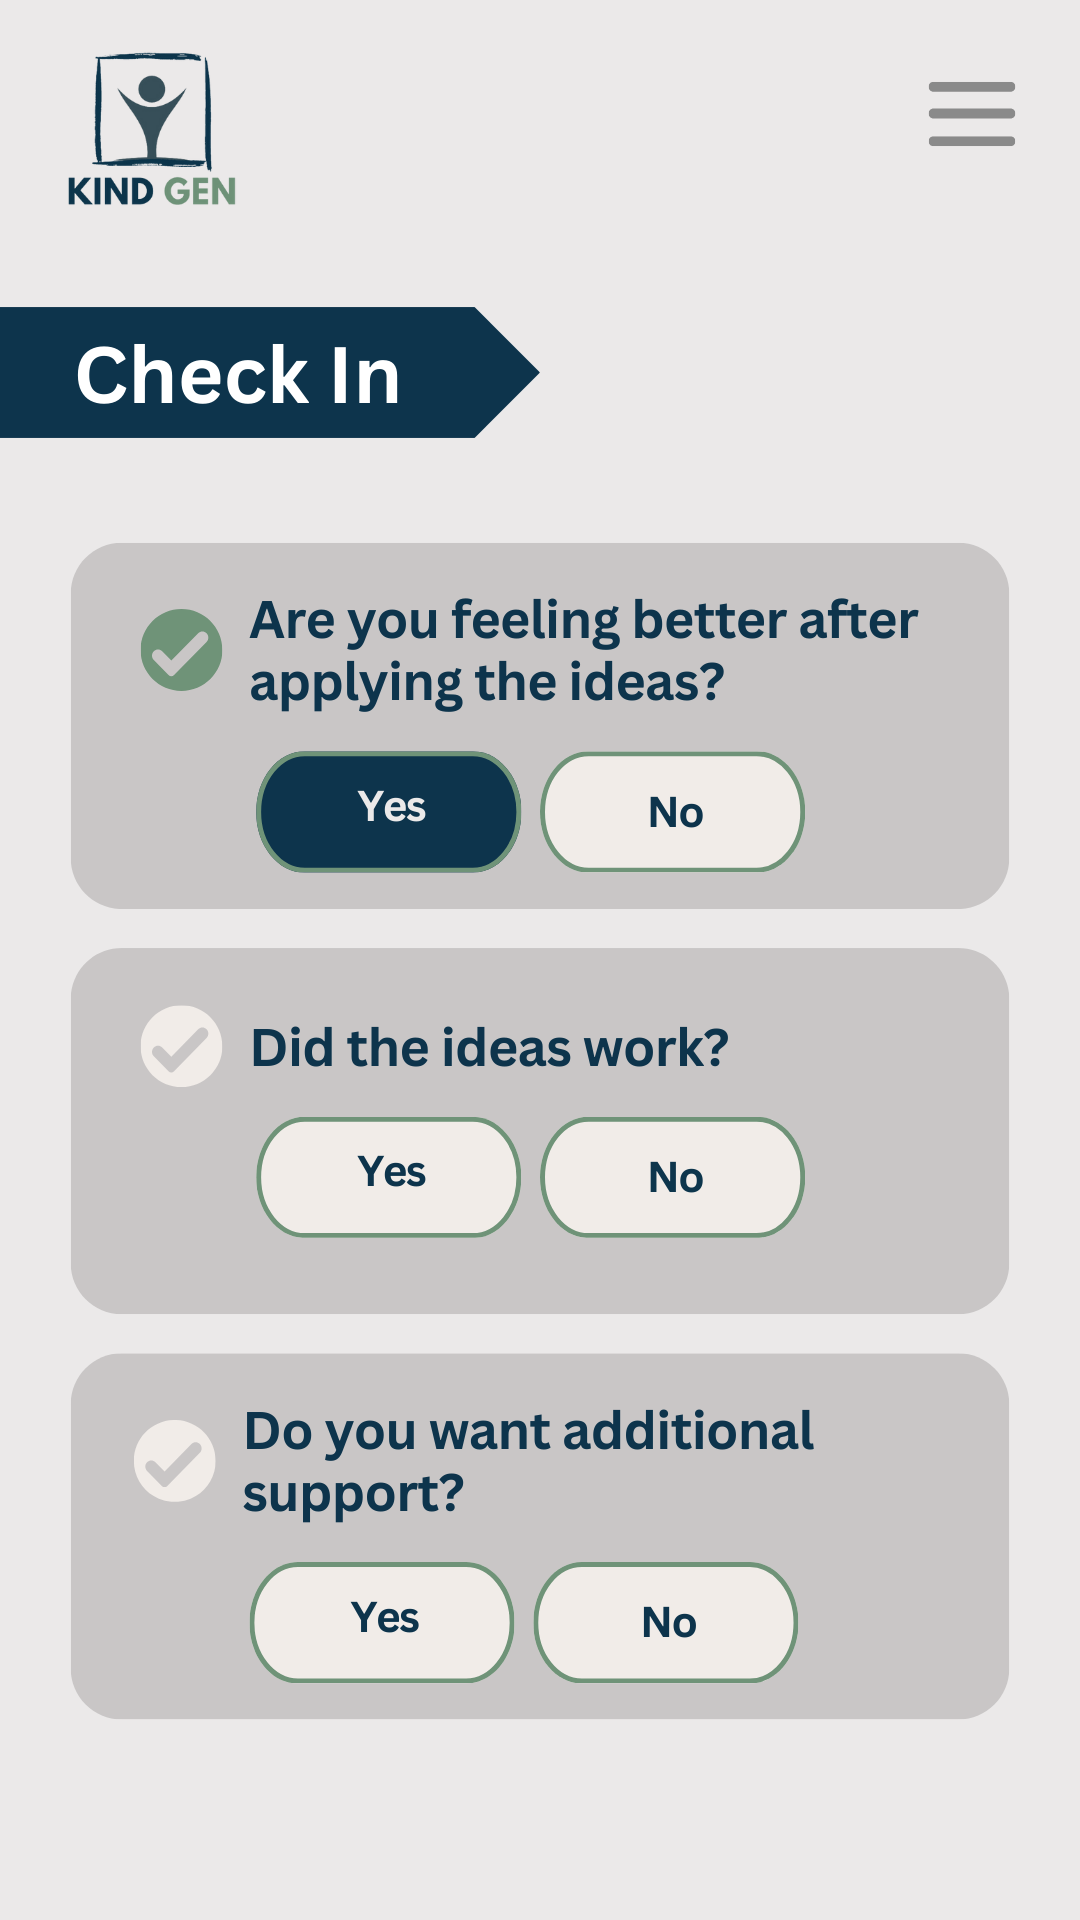 KIND GEN
Check In
Are you feeling better after
applying the ideas?
Yes No
Did the ideas work?
Yes No
Do you want additional
support?
Yes No